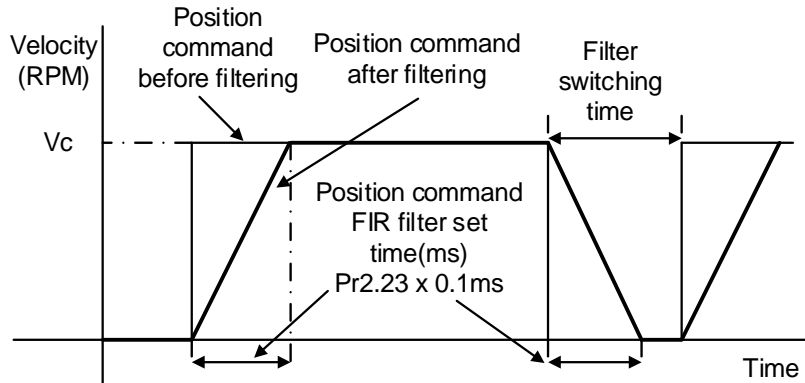 Velocity
(RPM)
Position
command
before filtering
Position command
after filtering
Filter
switching
time
Vc
Position command
FIR filter set
time(ms)
Pr2.23 x 0.1ms
Time